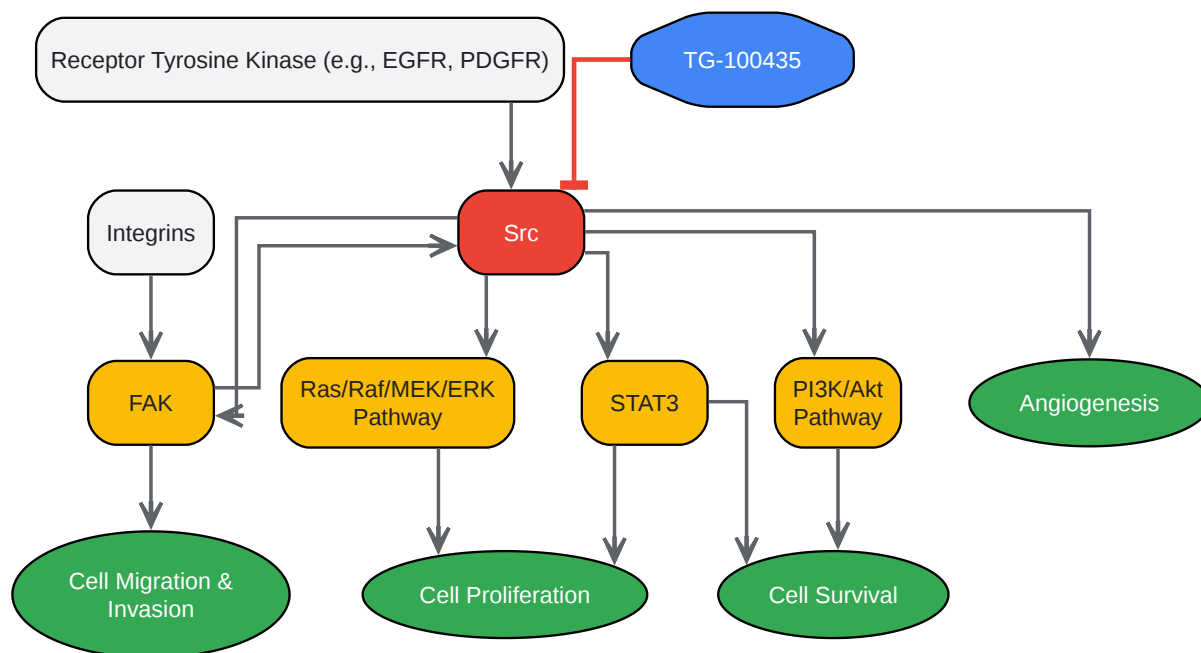 Receptor Tyrosine Kinase (e.g., EGFR, PDGFR)
TG-100435
Integrins
Src
FAK
Ras/Raf/MEK/ERK
Pathway
STAT3
PI3K/Akt
Pathway
Angiogenesis
Cell Migration &
Invasion
Cell Proliferation
Cell Survival